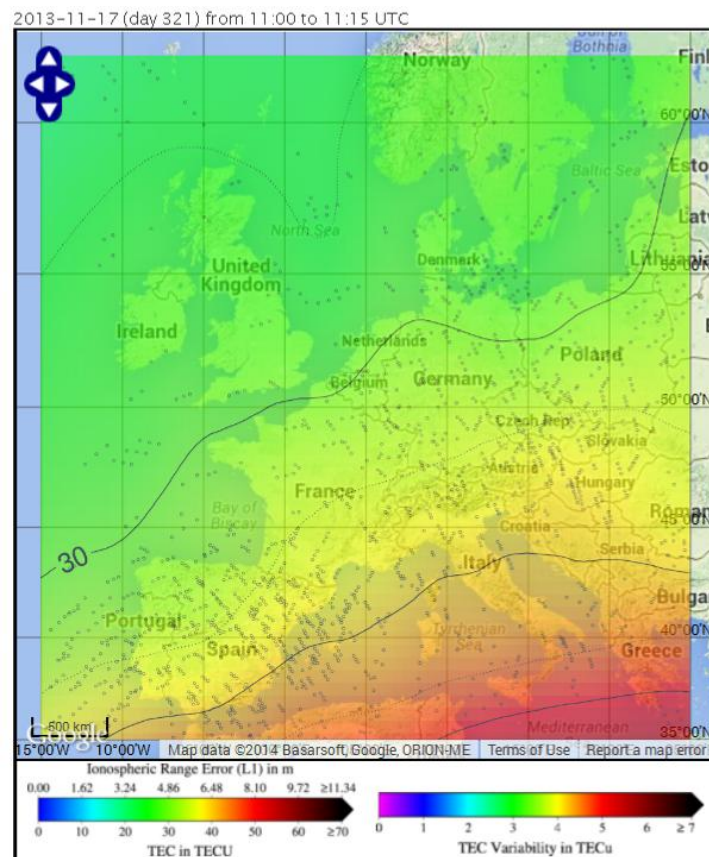 2013-11-17 (day 321) from 11:00 to 11:15 UTC
Bothnia
Norway
Finl
60°00'N
Esto
Baltic Sea
North Sea
Latv
Denmark
Lithuania
55°00'N
United
Kingdom
Ireland
Netherlands
Poland
Belgium
Germany
50°00'N
Czech Rep
Slovakia
Austria
France
Hungary
Bay of
Biscay
Roman
45°00'N
Croatia
Serbia
30
Italy
Bulga
Portugal
40°00'N
Tyrrhenian
Sea
Spain
Greece
500 km
Google
Mediterranean
35°00'N
15°00'W
10°00'W
Map data ©2014 Basarsoft, Google, ORION-ME
Terms of Use
Report a map error
Ionospheric Range Error (L1) in m
0.00 1.62 3.24 4.86 6.48 8.10 9.72 ≥11.34
0 10 20 30 40 50 60 ≥70
TEC in TECU
0 1 2 3 4 5 6 ≥ 7
TEC Variability in TECu